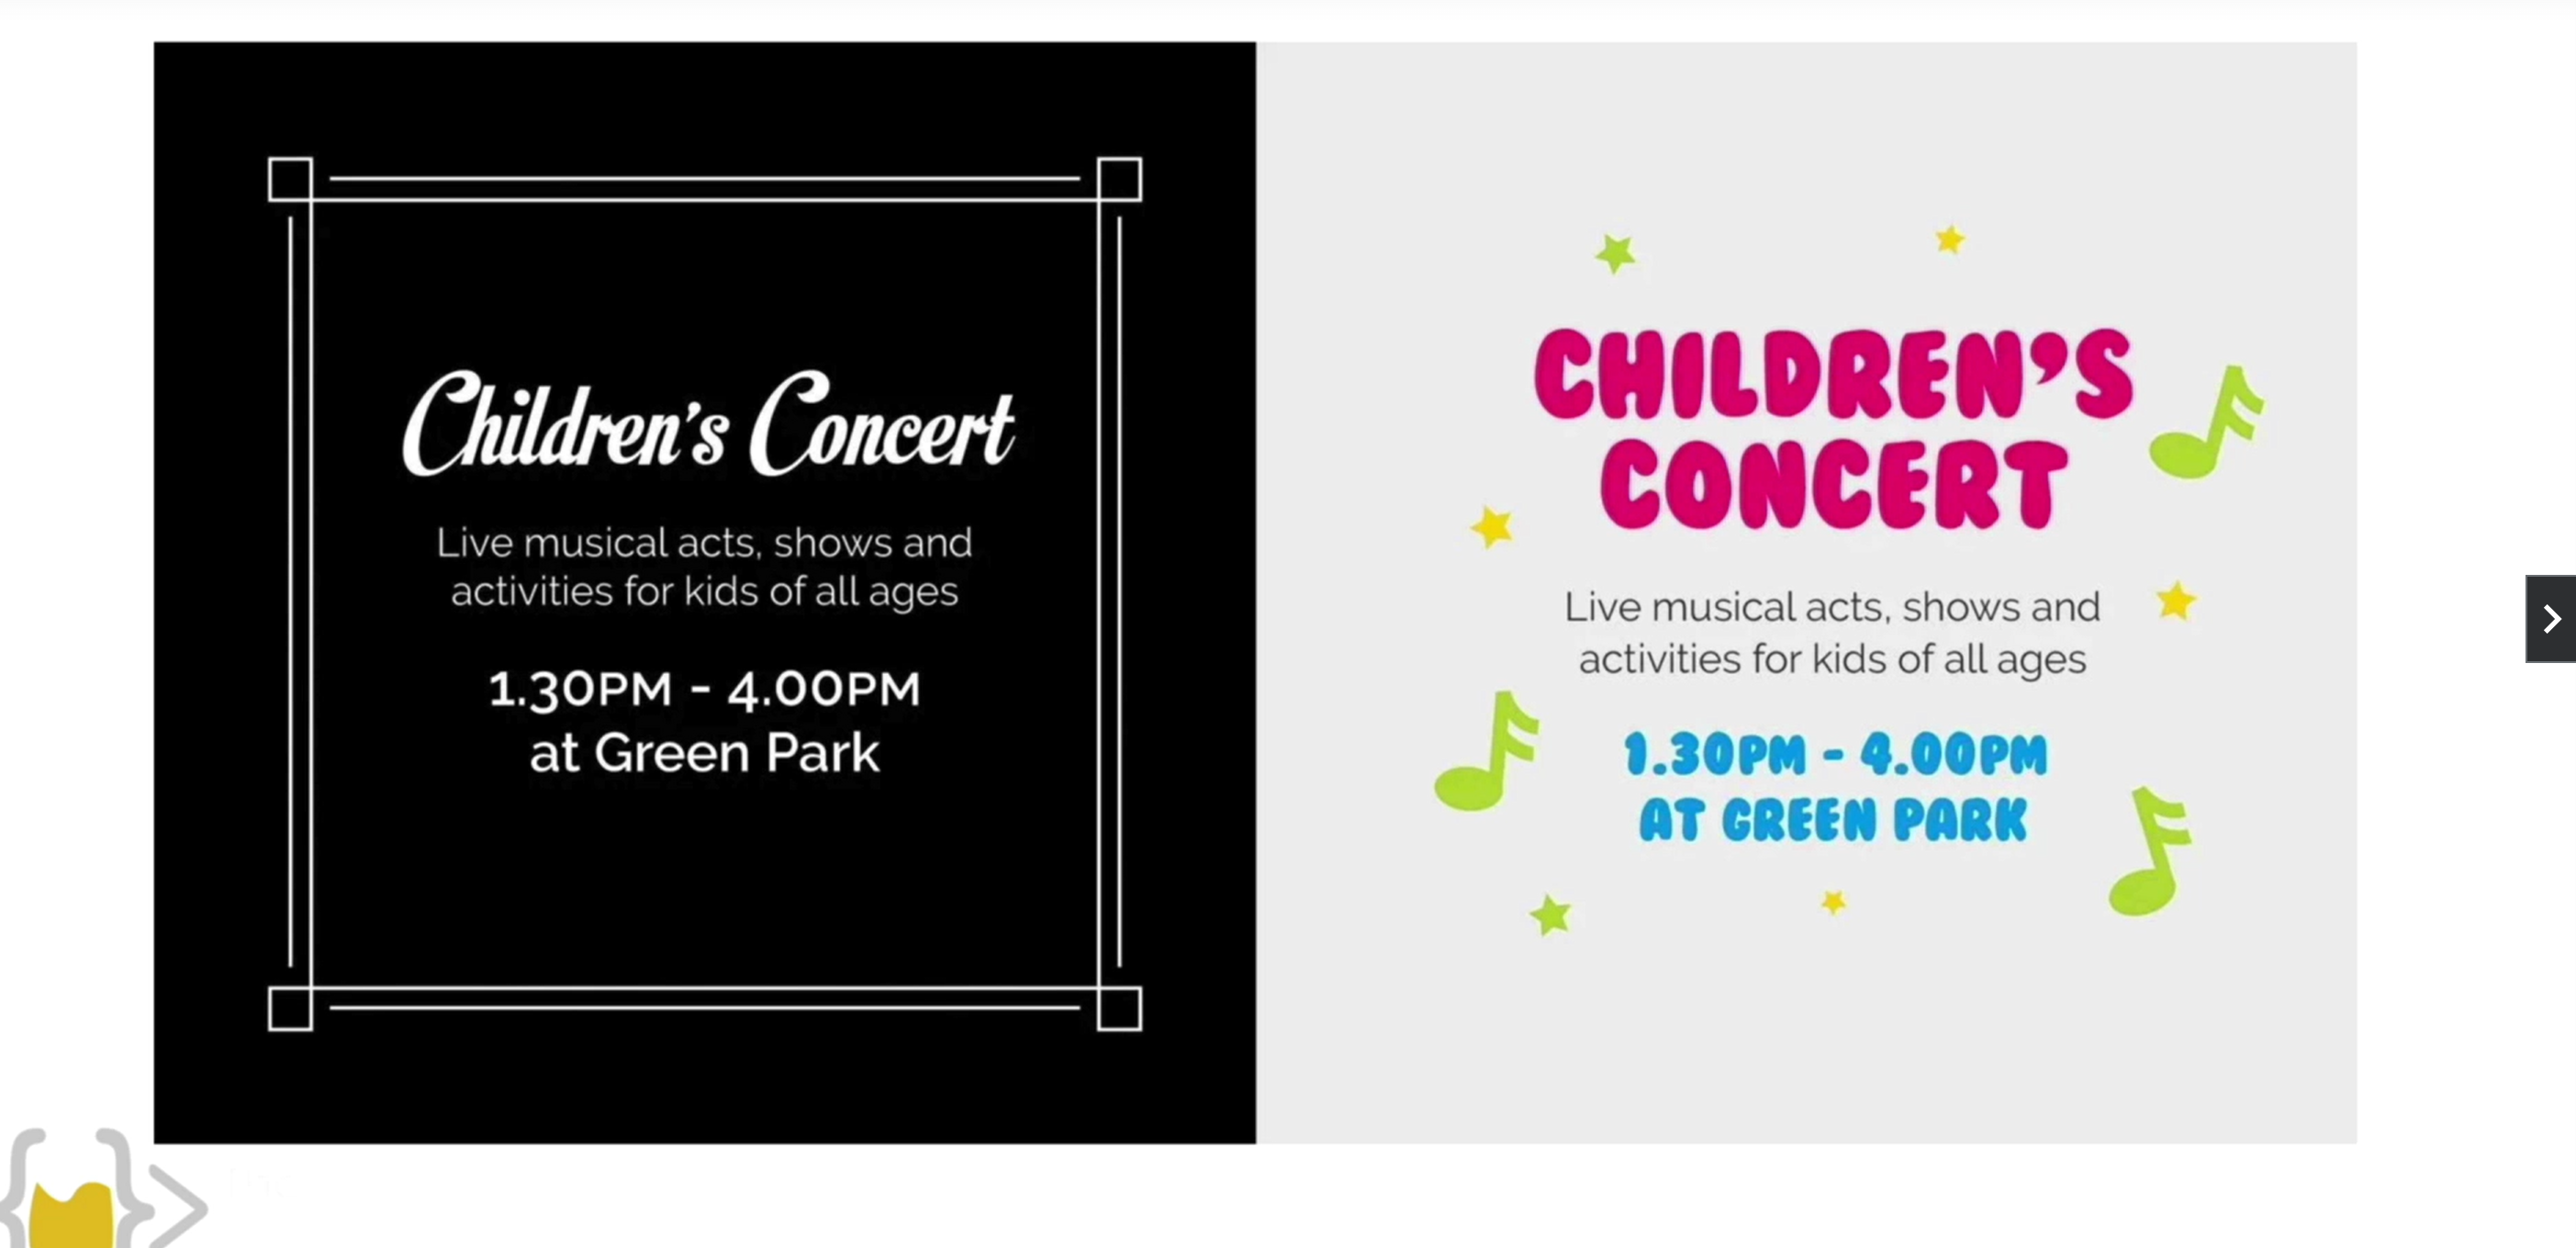 Children's Concert
Live musical acts, shows and
activities for kids of all ages
1.30PM - 4.00PM
at Green Park
CHILDREN'S
CONCERT
Live musical acts, shows and
activities for kids of all ages
1.30PM - 4.00PM
AT GREEN PARK